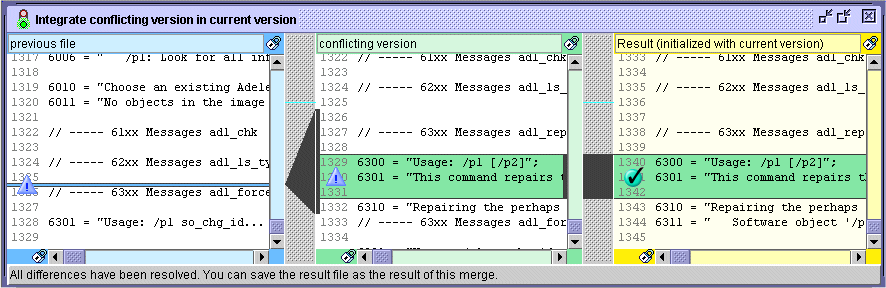 Integrate conflicting version in current version
previous file
1317 6006 = "    /p1: Look for all inf
1318
1319 6010 = "Choose an existing Adele
1320 6011 = "No objects in the image
1321
1322 // ----- 61xx Messages adl_chk
1323
1324 // ----- 62xx Messages adl_ls_ty
1325
// ----- 63xx Messages adl_force
1327
1328 6301 = "Usage: /p1 so_chg_id...
1329
conflicting version
1322 // ----- 61xx Messages adl_chk
1323
1324 // ----- 62xx Messages adl_ls_
1325
1326
1327 // ----- 63xx Messages adl_rep
1328
1329 6300 = "Usage: /p1 [/p2]";
1330 6301 = "This command repairs t
1331
1332 6310 = "Repairing the perhaps
1333 // ----- 63xx Messages adl_for
1334
Result (initialized with current version)
1333 // ----- 61xx Messages adl_chk
1334
1335 // ----- 62xx Messages adl_ls_
1336
1337
1338 // ----- 63xx Messages adl_rep
1339
1340 6300 = "Usage: /p1 [/p2]";
6301 = "This command repairs t
1342
1343 6310 = "Repairing the perhaps
1344 6311 = "   Software object '/p
1345
All differences have been resolved. You can save the result file as the result of this merge.